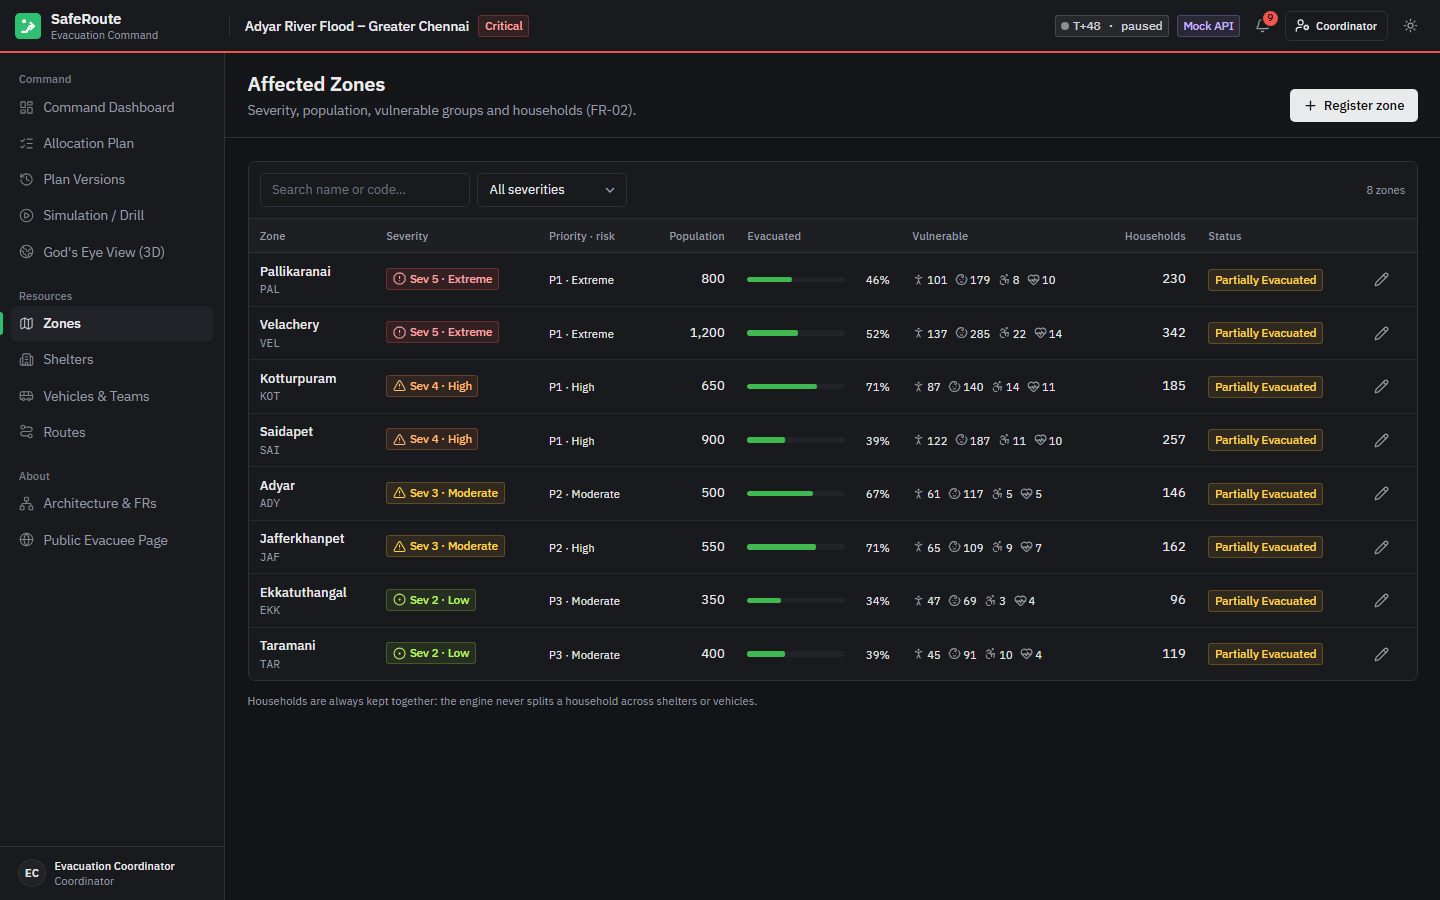 SafeRoute
Evacuation Command
Adyar River Flood – Greater Chennai
Critical
T+48 · paused
Mock API
9
Coordinator
Command
Command Dashboard
Allocation Plan
Plan Versions
Simulation / Drill
God's Eye View (3D)
Resources
Zones
Shelters
Vehicles & Teams
Routes
About
Architecture & FRs
Public Evacuee Page
EC
Evacuation Coordinator
Coordinator
Affected Zones
Severity, population, vulnerable groups and households (FR-02).
+ Register zone
Search name or code...
All severities
8 zones
Zone Severity Priority · risk Population Evacuated Vulnerable Households Status
Pallikaranai PAL Sev 5 · Extreme P1 · Extreme 800 46% 101 179 8 10 230 Partially Evacuated
Velachery VEL Sev 5 · Extreme P1 · Extreme 1,200 52% 137 285 22 14 342 Partially Evacuated
Kotturpuram KOT Sev 4 · High P1 · High 650 71% 87 140 14 11 185 Partially Evacuated
Saidapet SAI Sev 4 · High P1 · High 900 39% 122 187 11 10 257 Partially Evacuated
Adyar ADY Sev 3 · Moderate P2 · Moderate 500 67% 61 117 5 5 146 Partially Evacuated
Jafferkhanpet JAF Sev 3 · Moderate P2 · High 550 71% 65 109 9 7 162 Partially Evacuated
Ekkatuthangal EKK Sev 2 · Low P3 · Moderate 350 34% 47 69 3 4 96 Partially Evacuated
Taramani TAR Sev 2 · Low P3 · Moderate 400 39% 45 91 10 4 119 Partially Evacuated
Households are always kept together: the engine never splits a household across shelters or vehicles.